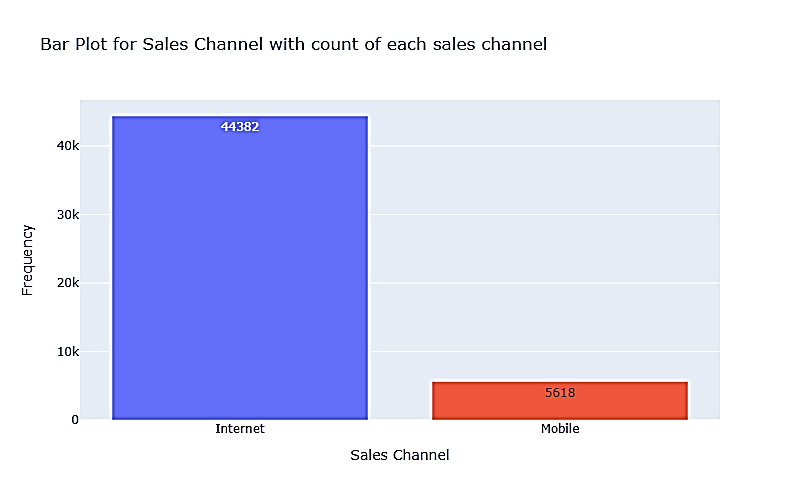 Bar Plot for Sales Channel with count of each sales channel
Frequency
40k
30k
20k
10k
0
44382
5618
Internet
Mobile
Sales Channel